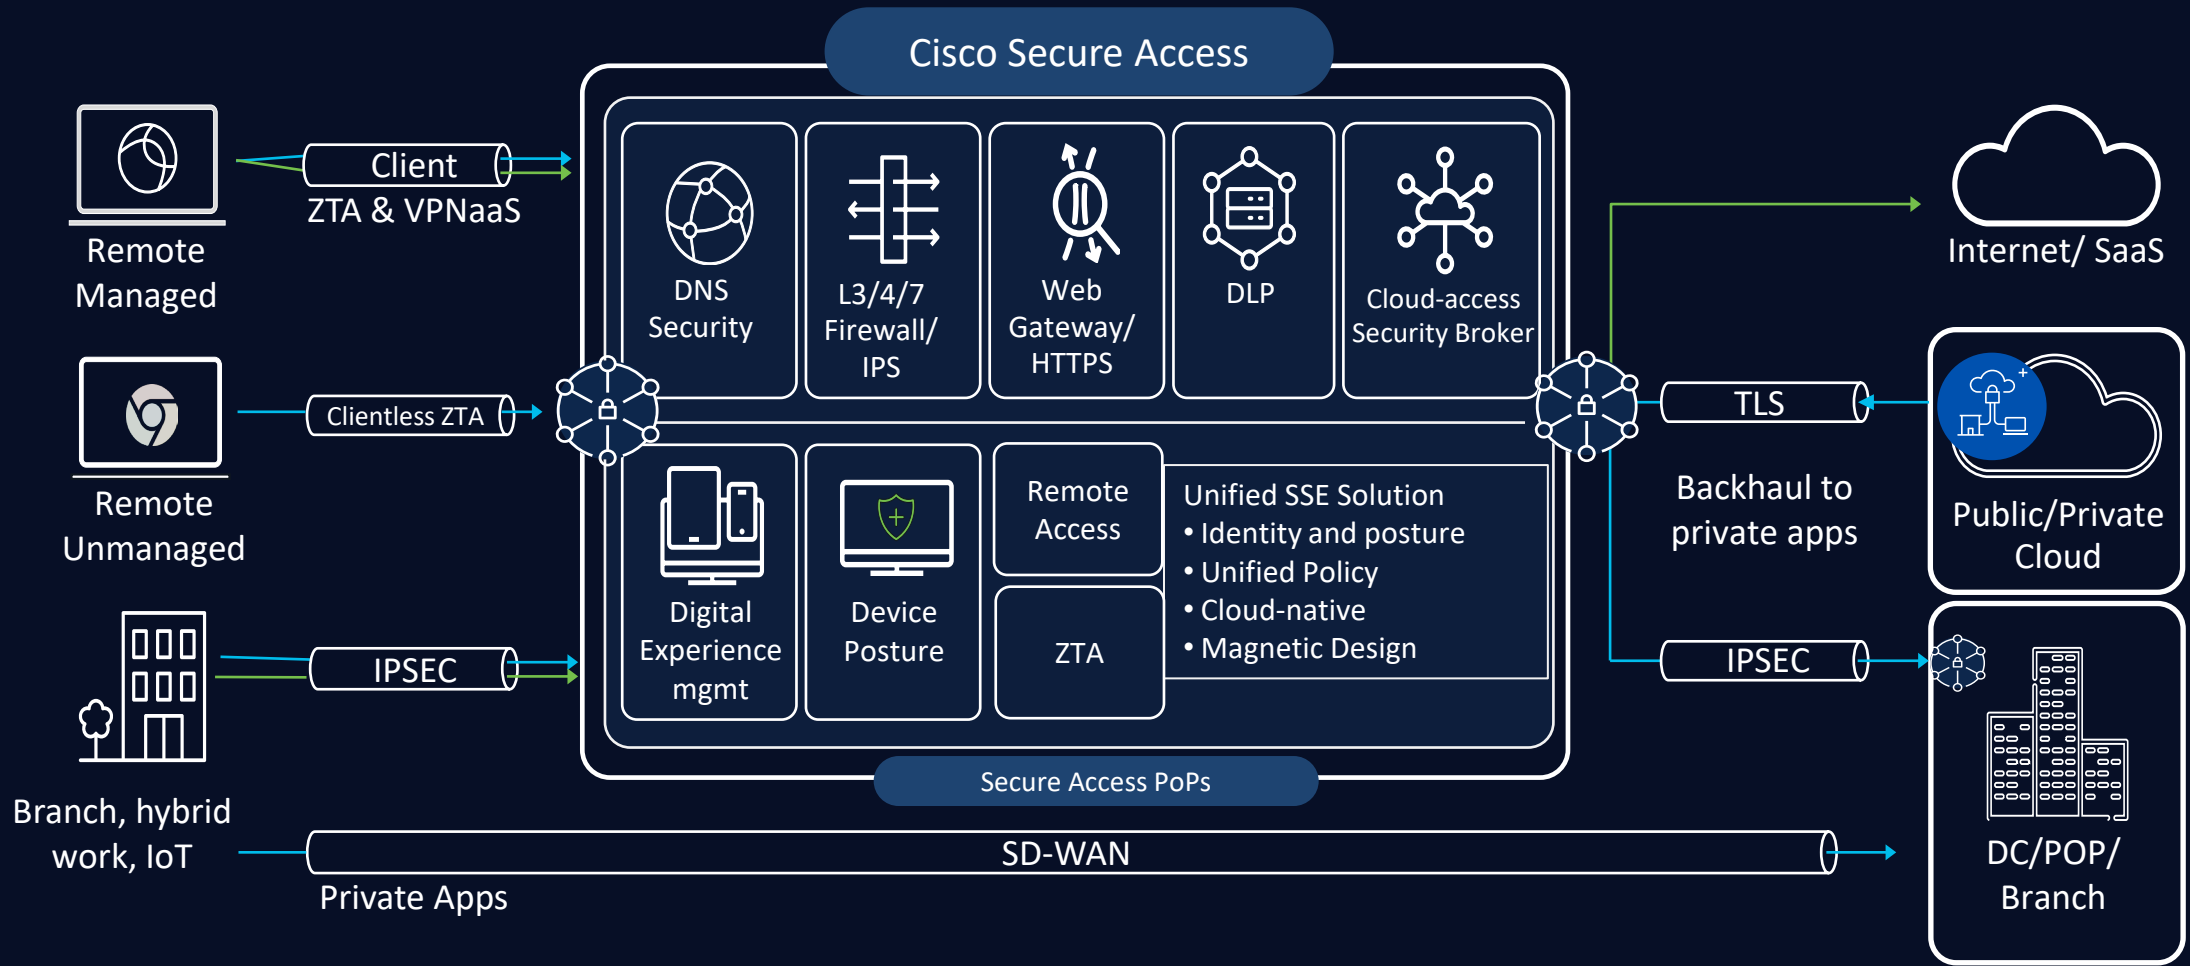 Cisco Secure Access
Client
ZTA & VPNaaS
Remote
Managed
Clientless ZTA
Remote
Unmanaged
IPSEC
Branch, hybrid
work, IoT
DNS
Security
L3/4/7
Firewall/
IPS
Web
Gateway/
HTTPS
DLP
Cloud-access
Security Broker
Digital
Experience
mgmt
Device
Posture
Remote
Access
ZTA
Unified SSE Solution
• Identity and posture
• Unified Policy
• Cloud-native
• Magnetic Design
Secure Access PoPs
Internet/ SaaS
TLS
Backhaul to
private apps
Public/Private
Cloud
IPSEC
DC/POP/
Branch
SD-WAN
Private Apps